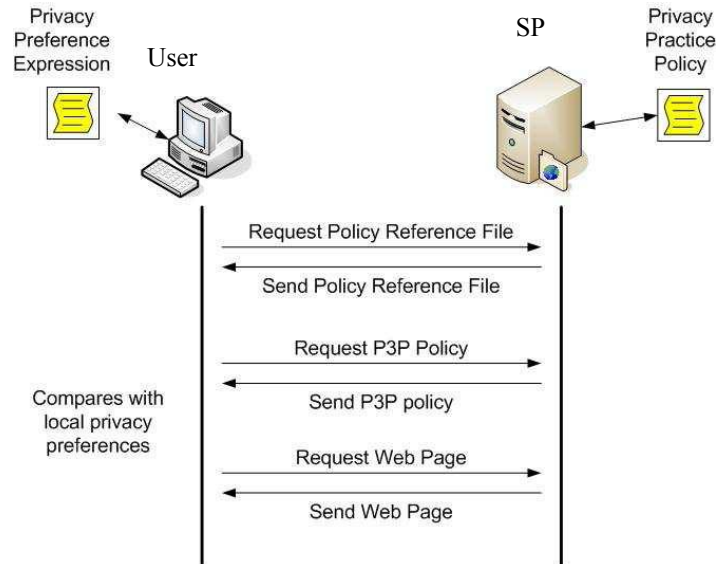 Privacy
Preference
Expression
User
SP
Privacy
Practice
Policy
Request Policy Reference File
Send Policy Reference File
Request P3P Policy
Send P3P policy
Compares with
local privacy
preferences
Request Web Page
Send Web Page